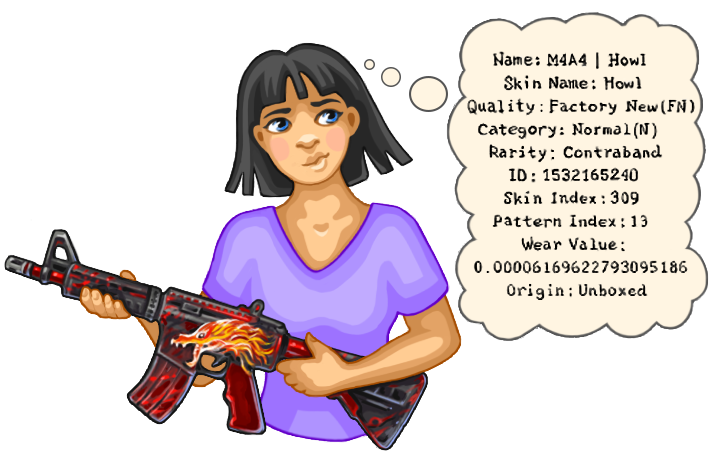 Name: M4A4 | Howl
Skin Name: Howl
Quality: Factory New(FN)
Category: Normal(N)
Rarity: Contraband
ID: 1532165240
Skin Index: 309
Pattern Index: 13
Wear Value:
0.00006169622793095186
Origin: Unboxed